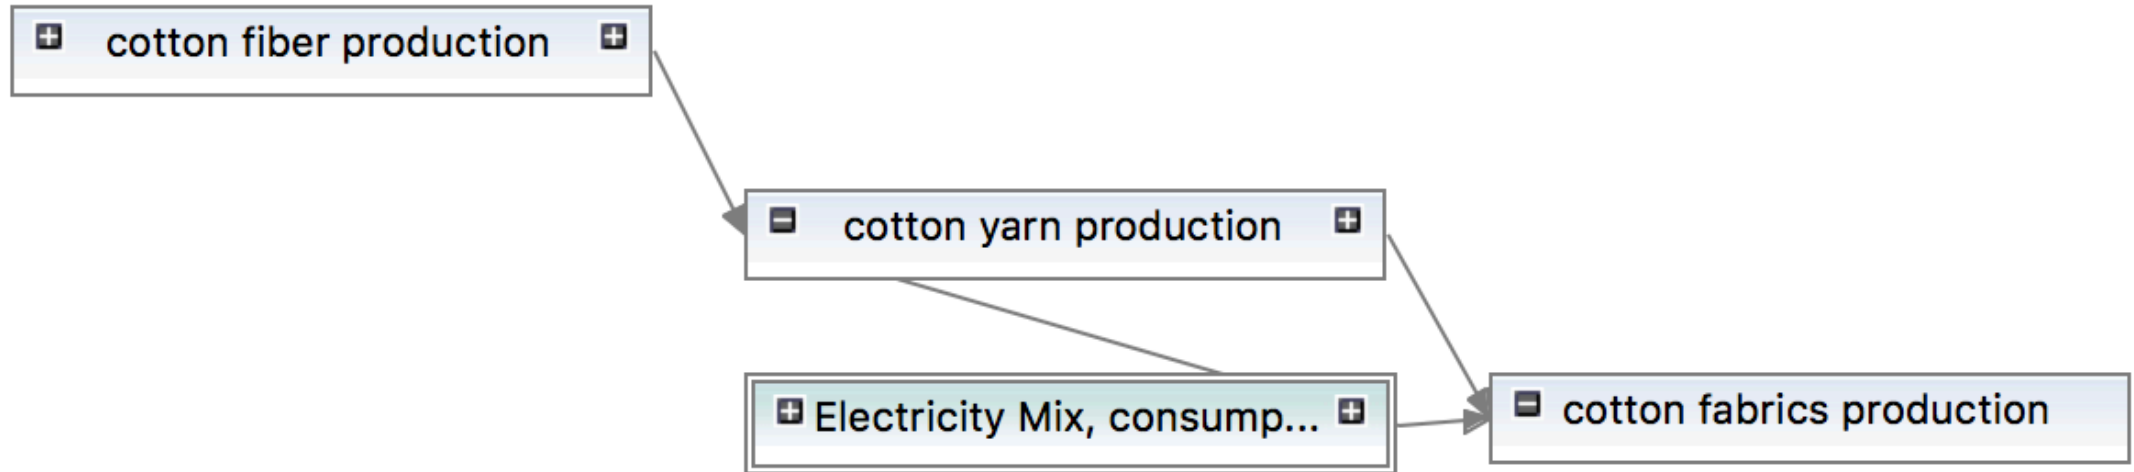 cotton fiber production
cotton yarn production
Electricity Mix, consump...
cotton fabrics production